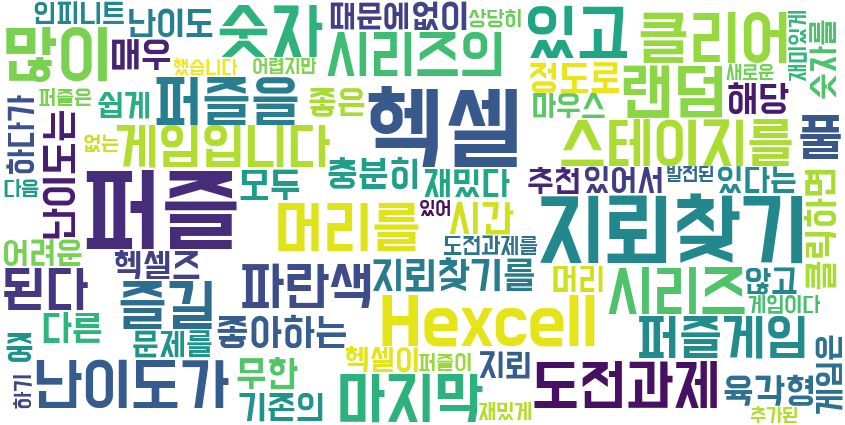 인피니트
난이도
때문에
없이
상당히
있고
클리어
재미있게
숫자를
많이
매우
했습니다
숫자
어렵지만
시리즈의
정도로
랜덤
새로운
해당
하다가
퍼즐은
쉽게
퍼즐을
좋은
헥셀
마우스
풀
난이도는
없는
게임입니다
충분히
재밌다
스테이지를
다음
퍼즐
모두
머리를
있어
시간
추천
있어서
발전된
있다는
클릭하면
어려운
헥셀즈
파란색
지뢰찾기를
도전과제를
머리
지뢰찾기
시리즈
않고
게임이다
된다
즐길
좋아하는
Hexcell
퍼즐게임
중
다른
문제를
헥셀이
퍼즐이
지뢰
게임은
하기
난이도가
무한
기존의
마지막
재밌게
도전과제
육각형
추가된